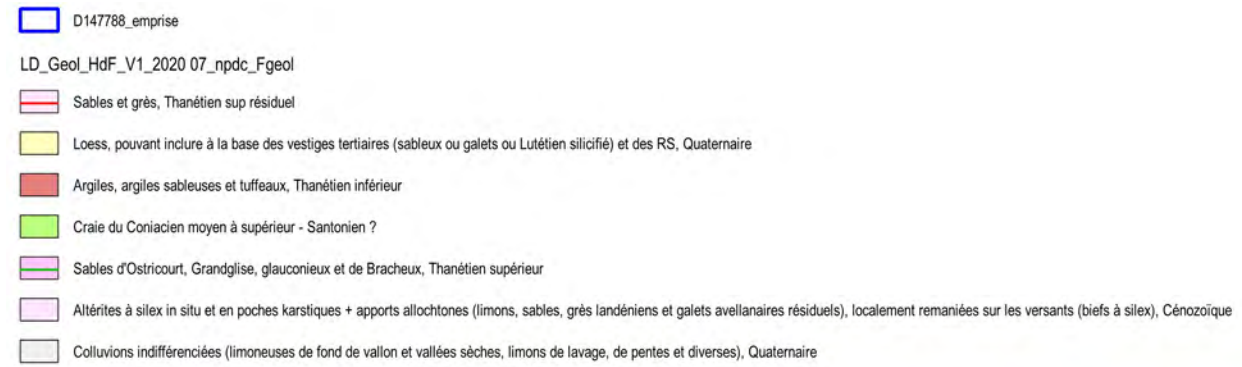 D147788_emprise
LD_Geol_HdF_V1_2020 07_npdc_Fgeol
Sables et grès, Thanétien sup résiduel
Loess, pouvant inclure à la base des vestiges tertiaires (sableux ou galets ou Lutétien silicifié) et des RS, Quaternaire
Argiles, argiles sableuses et tuffeaux, Thanétien inférieur
Craie du Coniacien moyen à supérieur - Santonien ?
Sables d'Ostricourt, Grandglise, glauconieux et de Bracheux, Thanétien supérieur
Altérites à silex in situ et en poches karstiques + apports allochtones (limons, sables, grès landéniens et galets avellanaires résiduels), localement remaniées sur les versants (biefs à silex), Cénozoïque
Colluvions indifférenciées (limoneuses de fond de vallon et vallées sèches, limons de lavage, de pentes et diverses), Quaternaire